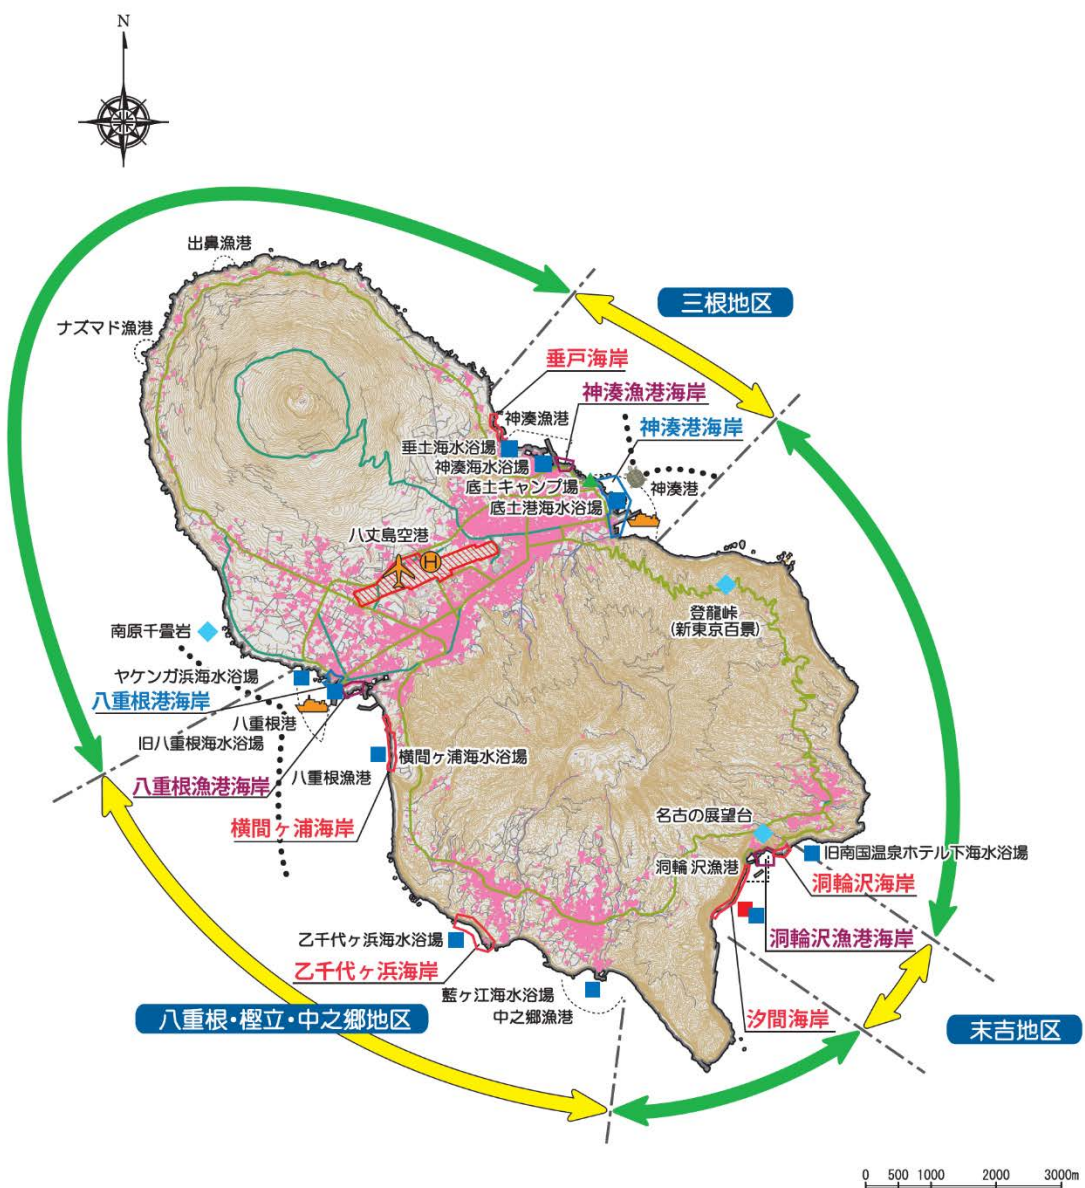 N
出鼻漁港
ナズマド漁港
三根地区
垂戸海岸
神湊漁港海岸
神湊漁港
神湊港海岸
垂土海水浴場
神湊海水浴場
底土キャンプ場
底土港海水浴場
神湊港
八丈島空港
H
登龍峠
(新東京百景)
南原千畳岩
ヤケンガ浜海水浴場
八重根港海岸
八重根港
旧八重根海水浴場
八重根漁港
横間ヶ浦海水浴場
八重根漁港海岸
横間ヶ浦海岸
名古の展望台
洞輪沢漁港
旧南国温泉ホテル下海水浴場
洞輪沢海岸
洞輪沢漁港海岸
乙千代ヶ浜海水浴場
乙千代ヶ浜海岸
藍ヶ江海水浴場
中之郷漁港
汐間海岸
八重根・樫立・中之郷地区
末吉地区
0 500 1000 2000 3000m